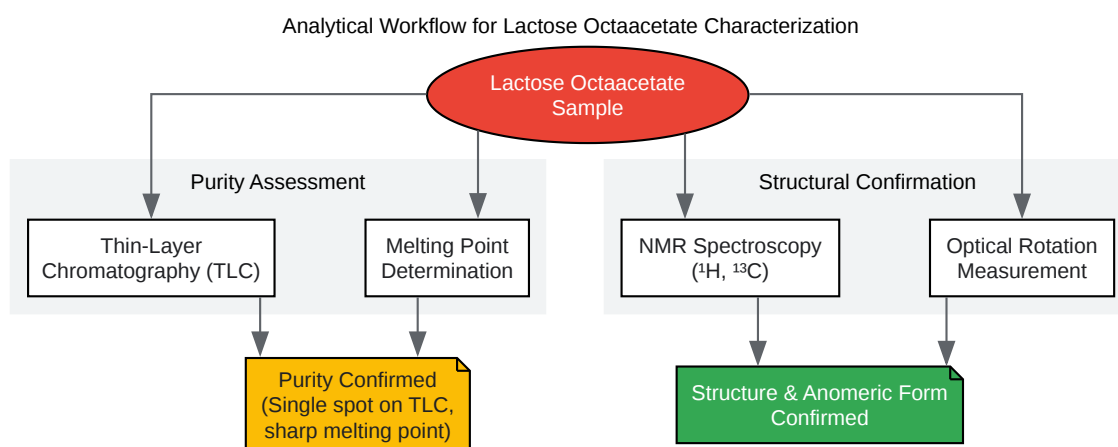 Analytical Workflow for Lactose Octaacetate Characterization
Lactose Octaacetate
Sample
Purity Assessment
Structural Confirmation
Thin-Layer
Chromatography (TLC)
Melting Point
Determination
NMR Spectroscopy
(¹H, ¹³C)
Optical Rotation
Measurement
Purity Confirmed
(Single spot on TLC,
sharp melting point)
Structure & Anomeric Form
Confirmed